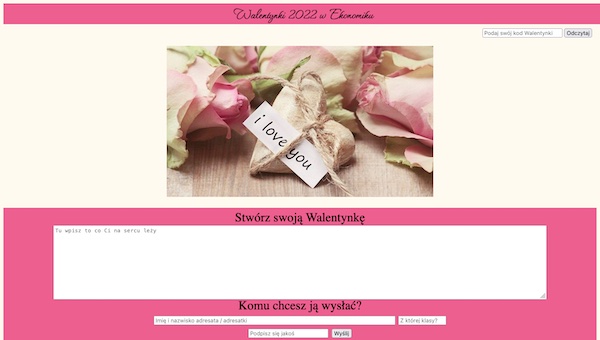 Walentynki 2022 w Ekonomiku
Podaj swój kod Walentynki Odczytaj
i love you
Stwórz swoją Walentynkę
Tu wpisz to co Ci na sercu leży
Komu chcesz ją wysłać?
Imię i nazwisko adresata / adresatki Z której klasy?
Podpisz się jakoś Wyślij